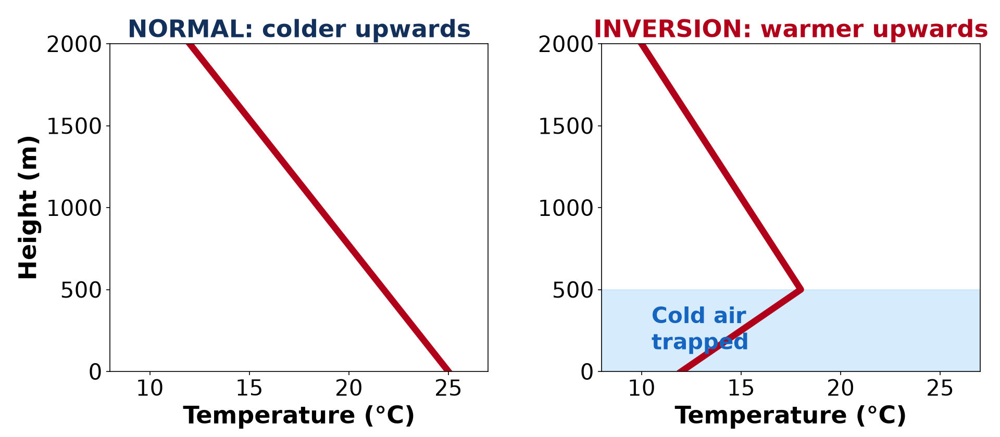 NORMAL: colder upwards
2000
1500
1000
500
0
Height (m)
10 15 20 25
Temperature (°C)
INVERSION: warmer upwards
2000
1500
1000
500
0
Cold air
trapped
10 15 20 25
Temperature (°C)